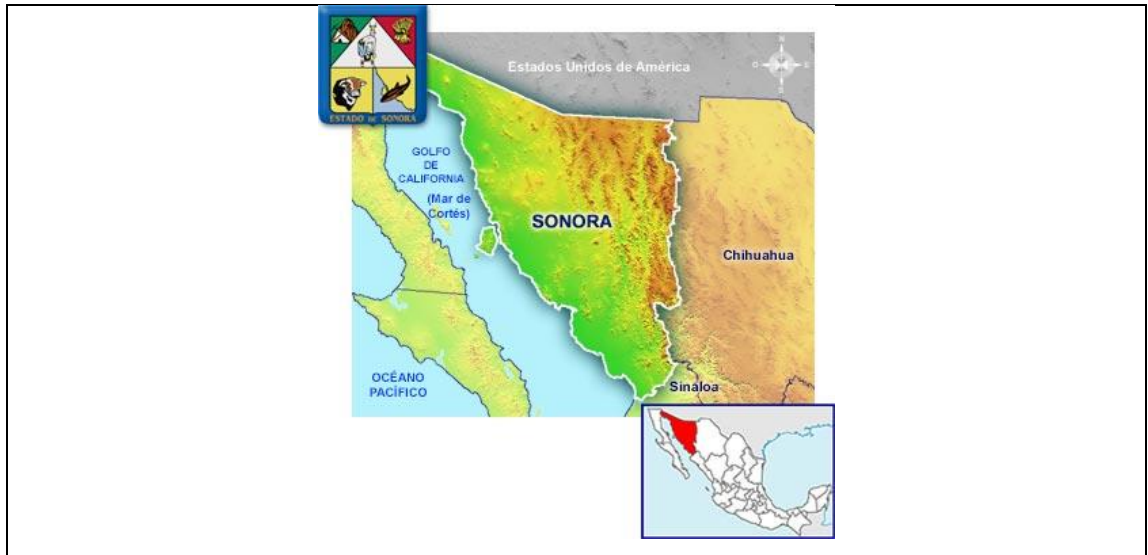 ESTADO DE SONORA
Estados Unidos de América
N
O
E
S
GOLFO
DE
CALIFORNIA
(Mar de
Cortés)
SONORA
Chihuahua
OCÉANO
PACÍFICO
Sinaloa